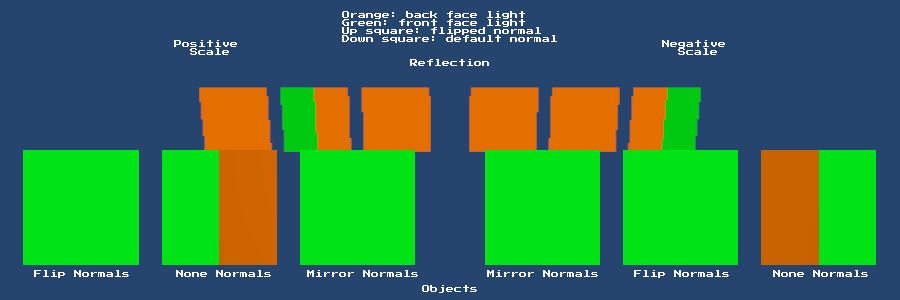 Orange: back face light
Green: front face light
Up square: flipped normal
Down square: default normal
Positive
Scale
Negative
Scale
Reflection
Flip Normals
None Normals
Mirror Normals
Mirror Normals
Flip Normals
None Normals
Objects